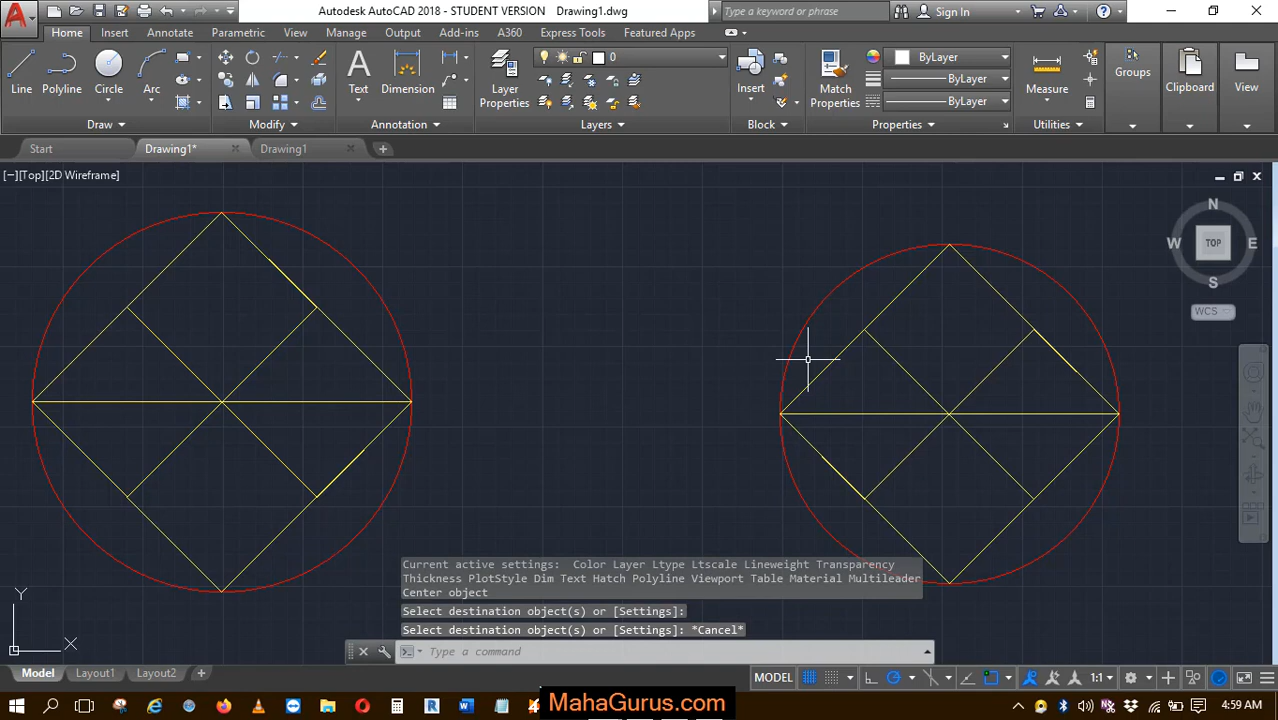 Autodesk AutoCAD 2018 - STUDENT VERSION Drawing1.dwg
Type a keyword or phrase
Sign In
Home Insert Annotate Parametric View Manage Output Add-ins A360 Express Tools Featured Apps
Line Polyline Circle Arc
Text Dimension
Layer Properties
0
Insert
Match Properties
ByLayer
ByLayer
ByLayer
Measure
Groups
Clipboard
View
Draw Modify Annotation Layers Block Properties Utilities
Start Drawing1* Drawing1
[−][Top][2D Wireframe]
N
W TOP E
S
WCS
Current active settings: Color Layer Ltype Ltscale Lineweight Transparency
Thickness PlotStyle Dim Text Hatch Polyline Viewport Table Material Multileader
Center object
Select destination object(s) or [Settings]:
Select destination object(s) or [Settings]: *Cancel*
Y
X
Type a command
Model Layout1 Layout2
MODEL
1:1
MahaGurus.com
4:59 AM